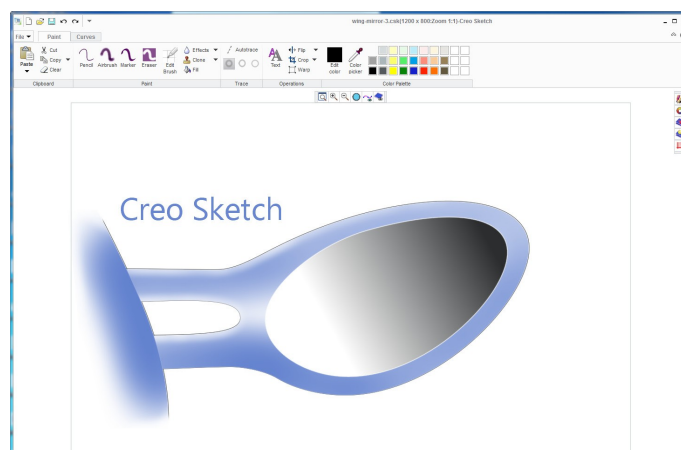 wing-mirror-3.csk(1200 x 800:Zoom 1:1)-Creo Sketch
File Paint Curves
Paste
Cut
Copy
Clear
Pencil Airbrush Marker Eraser Edit Brush
Effects
Clone
Fill
Autotrace
Text
Flip
Crop
Warp
Edit color
Color picker
Clipboard Paint Trace Operations Color Palette
Creo Sketch